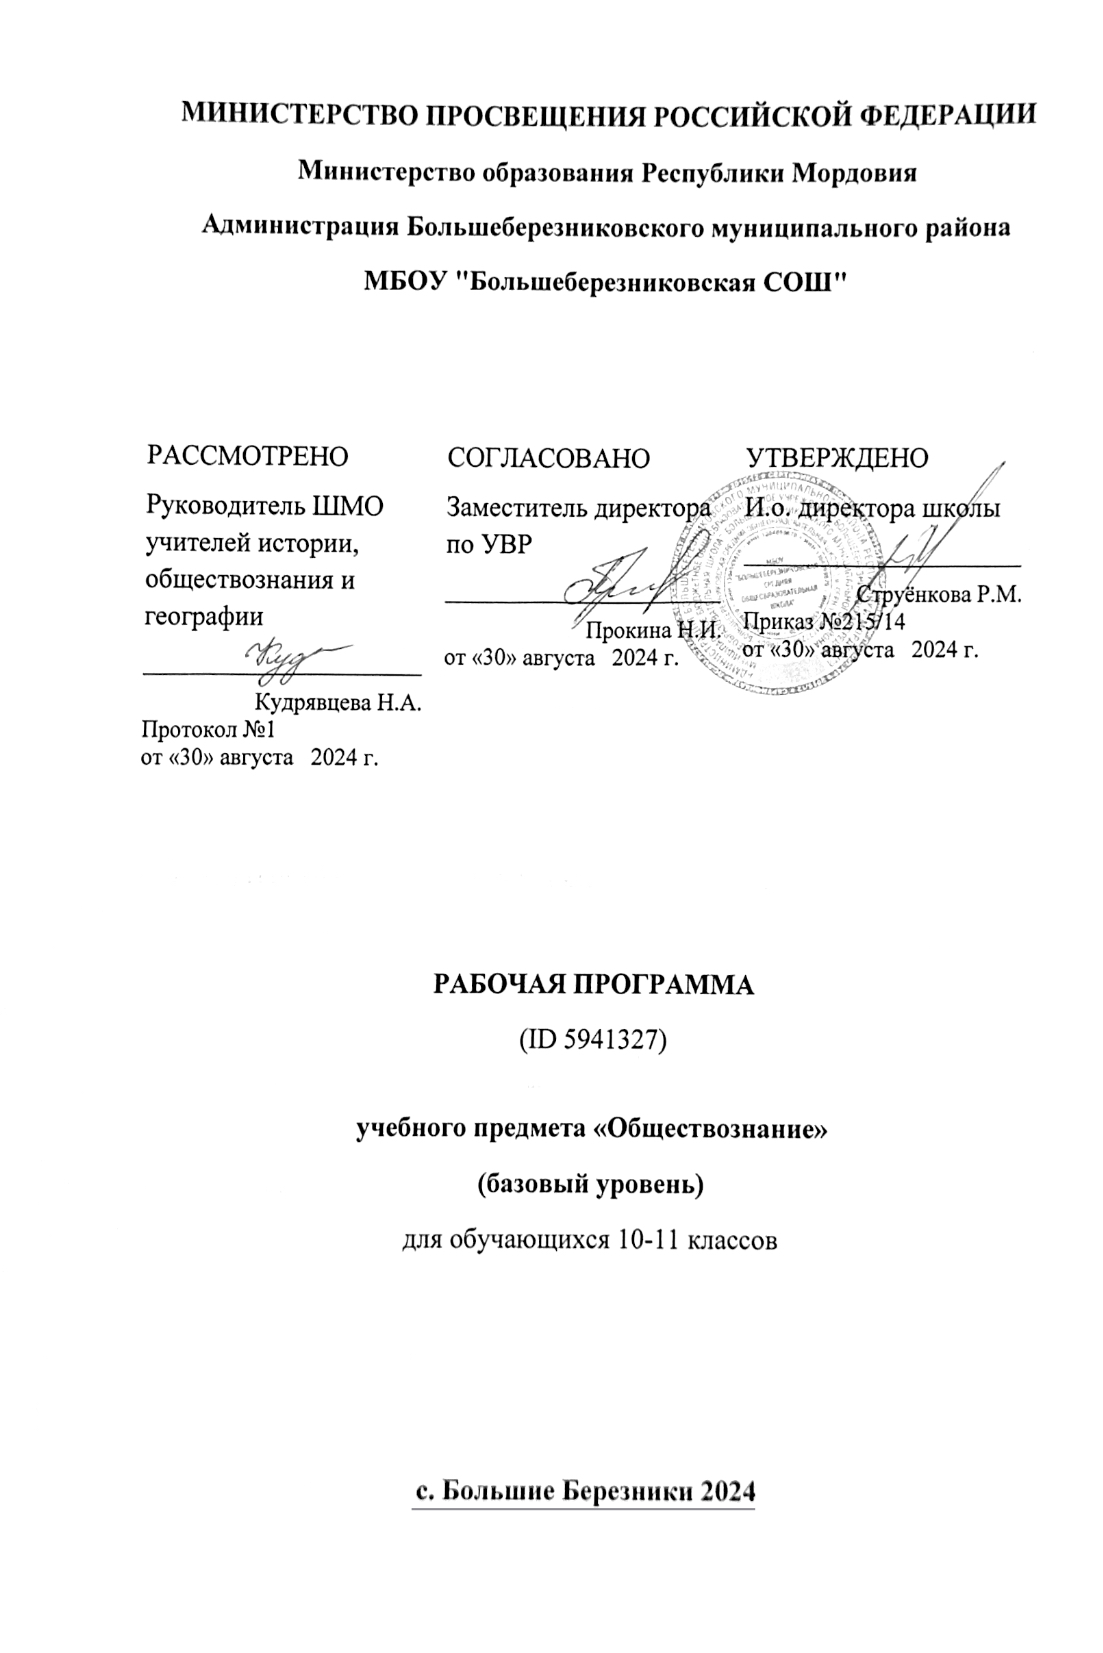 МИНИСТЕРСТВО ПРОСВЕЩЕНИЯ РОССИЙСКОЙ ФЕДЕРАЦИИ
Министерство образования Республики Мордовия
Администрация Большеберезниковского муниципального района
МБОУ "Большеберезниковская СОШ"
РАССМОТРЕНО
Руководитель ШМО
учителей истории,
обществознания и
географии
Кудрявцева Н.А.
Протокол №1
от «30» августа 2024 г.
СОГЛАСОВАНО
Заместитель директора
по УВР
Прокина Н.И.
от «30» августа 2024 г.
УТВЕРЖДЕНО
И.о. директора школы
Струёнкова Р.М.
Приказ №215/14
от «30» августа 2024 г.
РАБОЧАЯ ПРОГРАММА
(ID 5941327)
учебного предмета «Обществознание»
(базовый уровень)
для обучающихся 10-11 классов
с. Большие Березники 2024